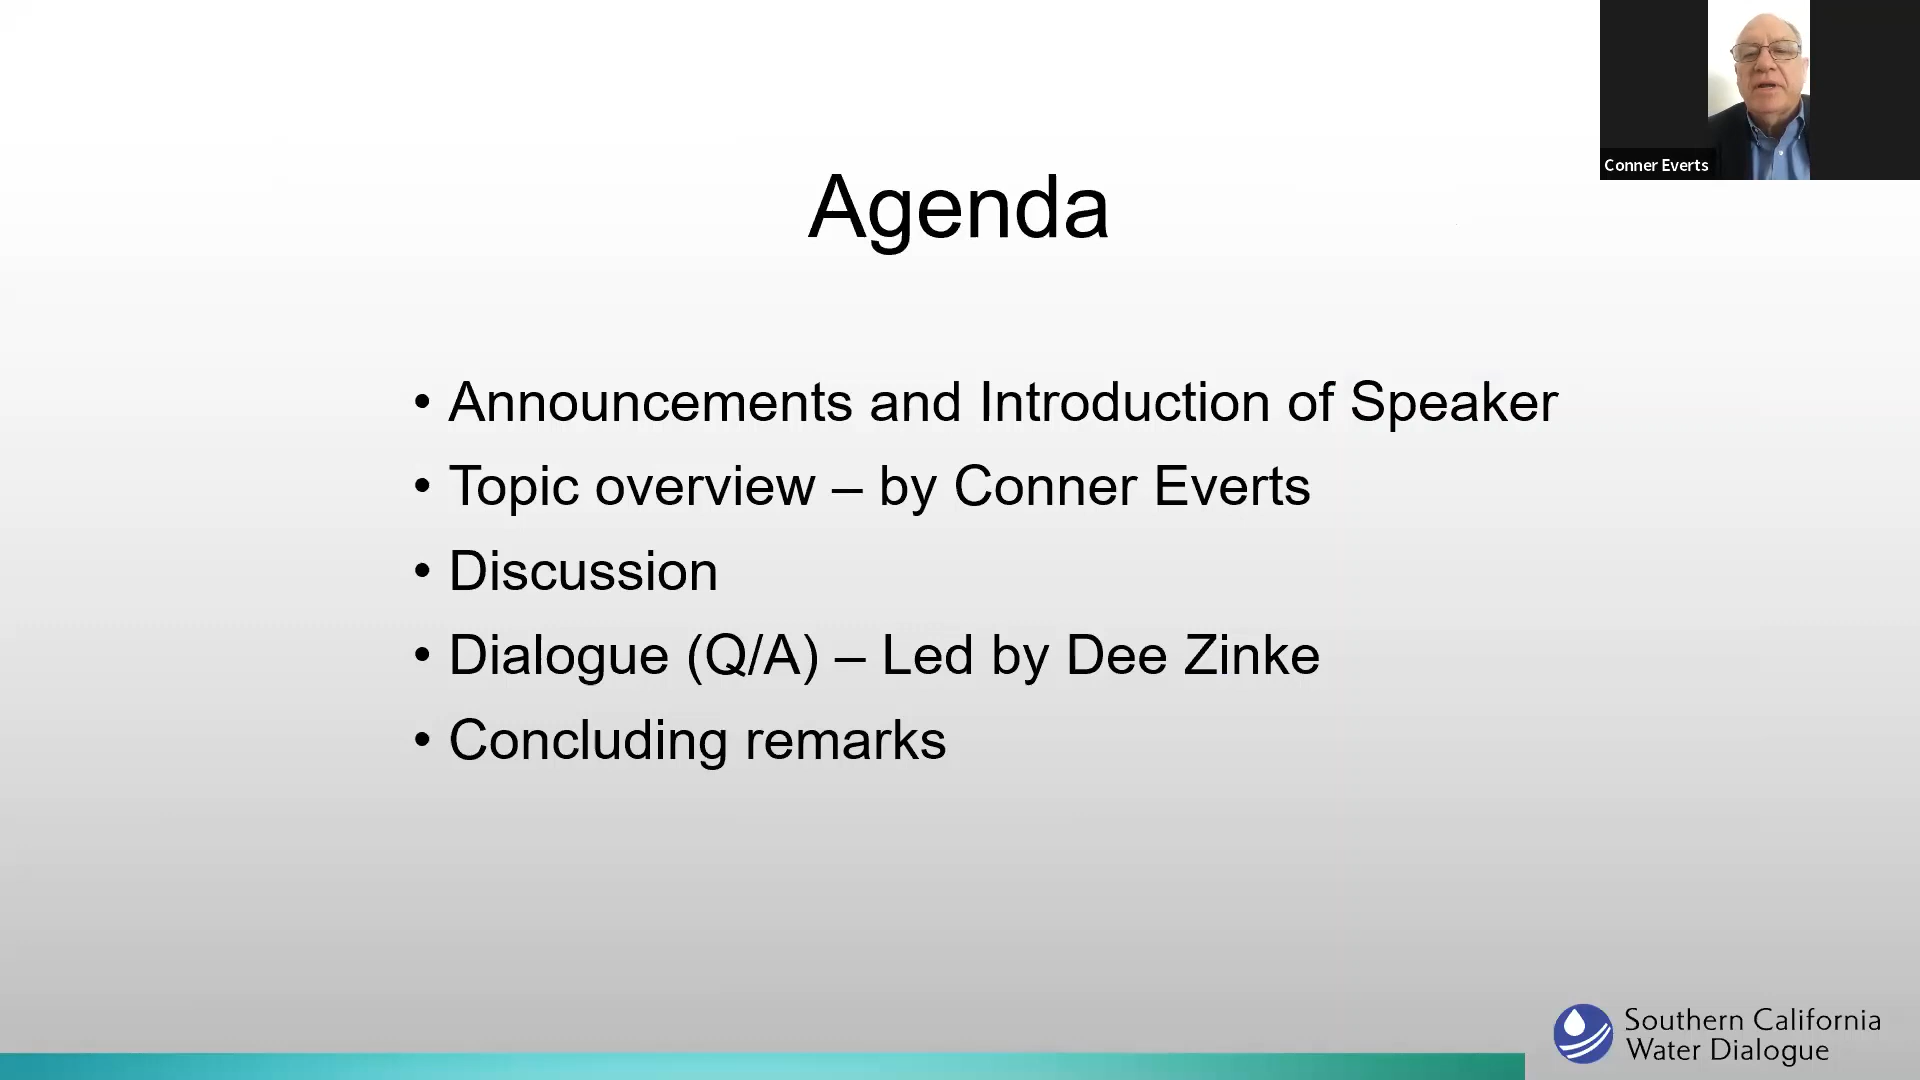 Conner Everts
Agenda
• Announcements and Introduction of Speaker
• Topic overview – by Conner Everts
• Discussion
• Dialogue (Q/A) – Led by Dee Zinke
• Concluding remarks
Southern California
Water Dialogue